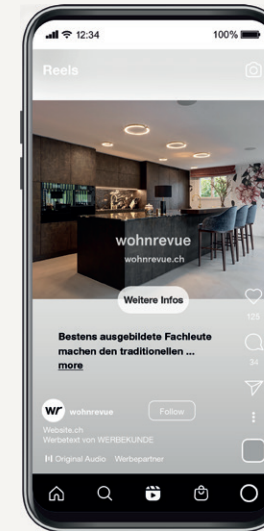 12:34 100%
Reels
wohnrevue
wohnrevue.ch
Weitere Infos
125
Bestens ausgebildete Fachleute
machen den traditionellen ...
more
34
wr wohnrevue Follow
Website.ch
Werbetext von WERBEKUNDE
Original Audio Werbepartner